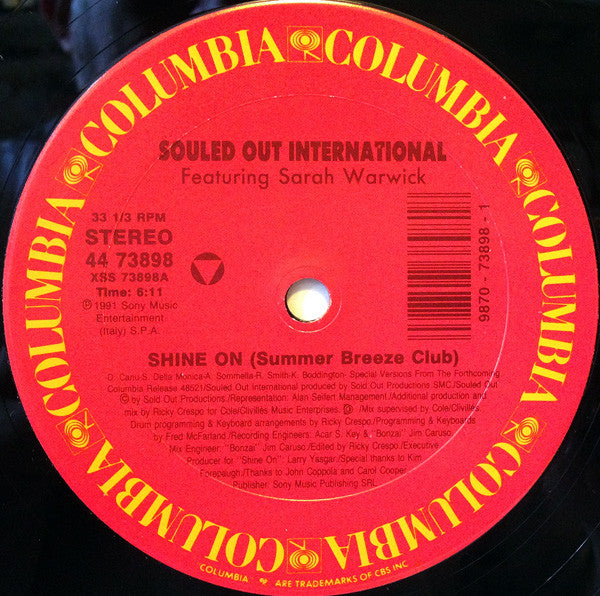 COLUMBIA COLUMBIA COLUMBIA COLUMBIA COLUMBIA COLUMBIA
SOULED OUT INTERNATIONAL
Featuring Sarah Warwick
33 1/3 RPM
STEREO
44 73898
XSS 73898A
Time: 6:11
℗ 1991 Sony Music
Entertainment
(Italy) S.P.A.
9870 - 73898 - 1
SHINE ON (Summer Breeze Club)
D. Canu-S. Della Monica-A. Sommella-R. Smith-K. Boddington- Special Versions From The Forthcoming
Columbia Release 48521/Souled Out International produced by Sold Out Productions SMC./Souled Out
© by Sold Out Productions./Representation: Alan Seifert Management/Additional production and
mix by Ricky Crespo for Cole/Clivillés Music Enterprises. /Mix supervised by Cole/Clivillés.
Drum programming & Keyboard arrangements by Ricky Crespo./Programming & Keyboards
by Fred McFarland/Recording Engineers: Acar S. Key & "Bonzai" Jim Caruso,
Mix Engineer: "Bonzai" Jim Caruso./Edited by Ricky Crespo./Executive
Producer for "Shine On": Larry Yasgar/Special thanks to Kim
Forepaugh/Thanks to John Coppola and Carol Cooper
Publisher: Sony Music Publishing SRL
COLUMBIA ARE TRADEMARKS OF CBS INC